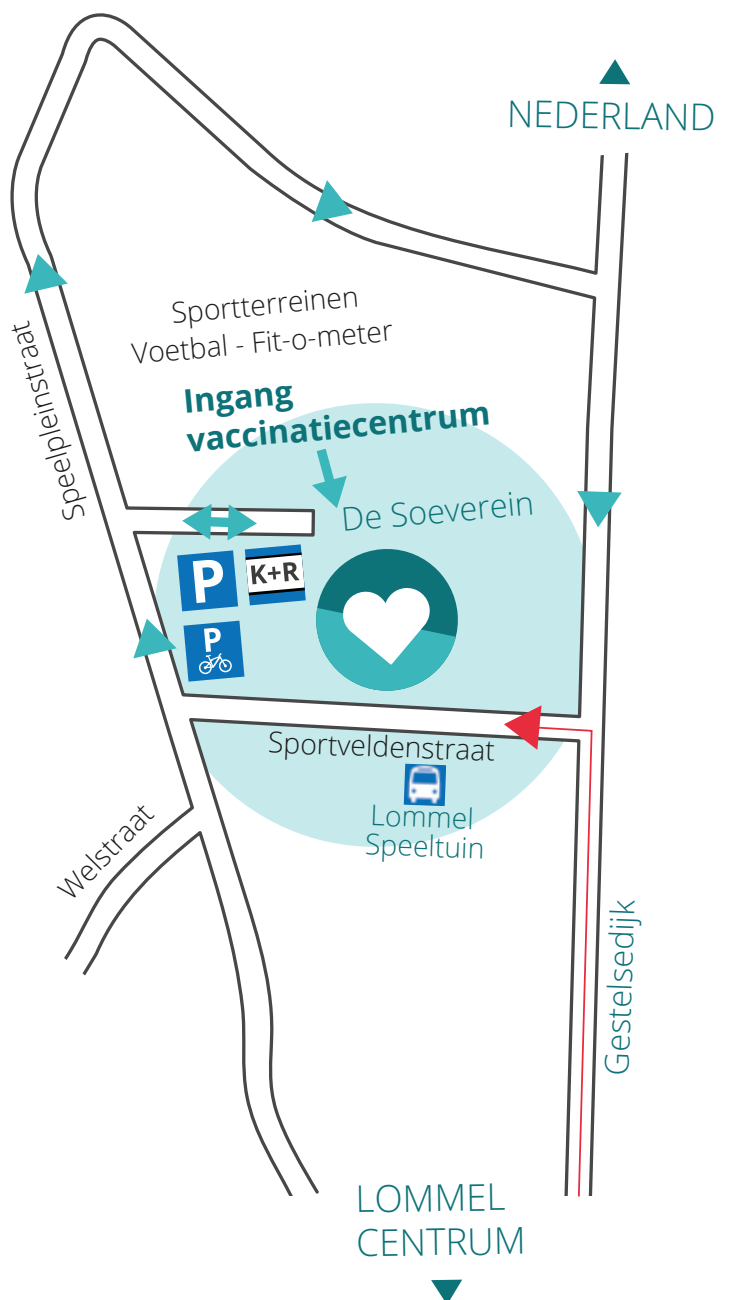 NEDERLAND
Sportterreinen
Voetbal - Fit-o-meter
Ingang
vaccinatiecentrum
Speelpleinstraat
De Soeverein
P
K+R
P
Sportveldenstraat
Lommel
Speeltuin
Welstraat
Gestelsedijk
LOMMEL
CENTRUM